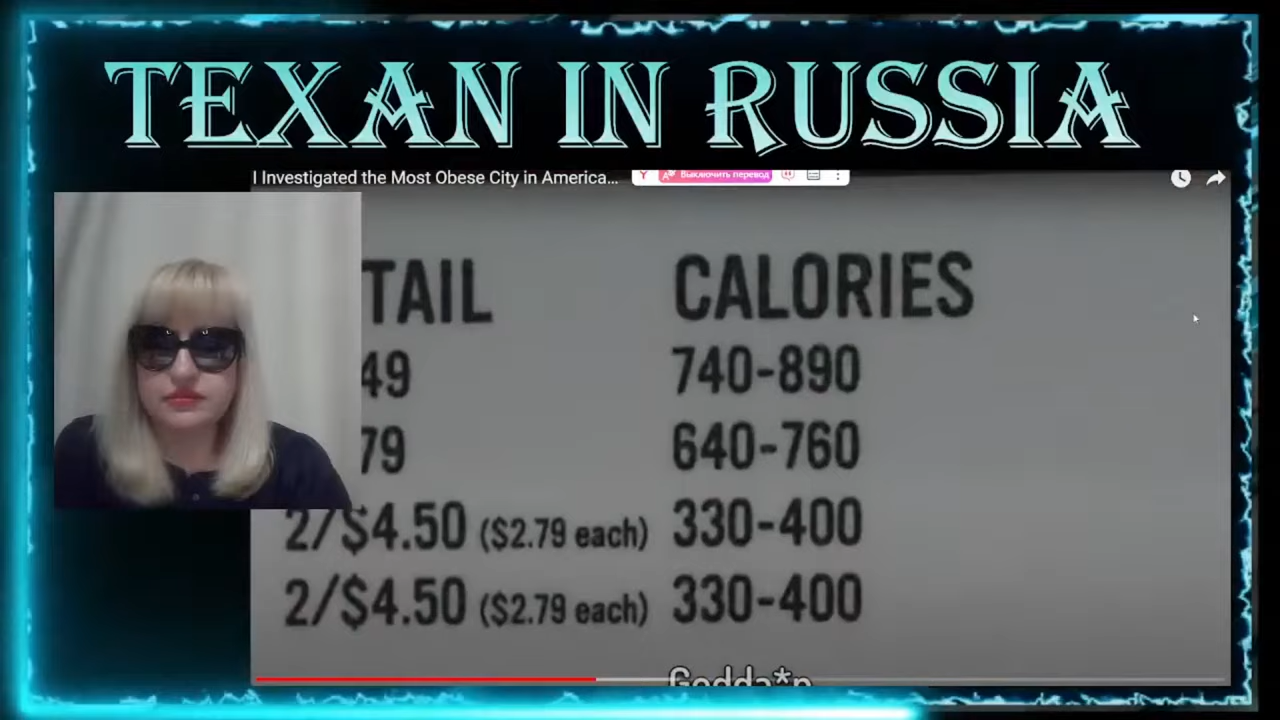 TEXAN IN RUSSIA
I Investigated the Most Obese City in America...
Y Выключить перевод
TAIL CALORIES
49 740-890
79 640-760
2/$4.50 ($2.79 each) 330-400
2/$4.50 ($2.79 each) 330-400
Godda*n